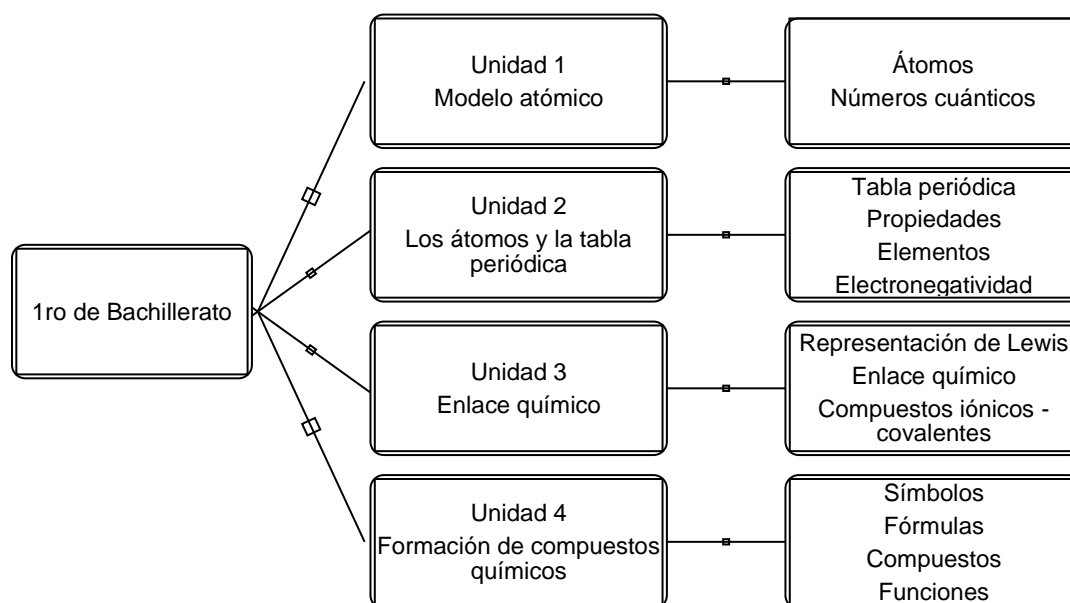 1ro de Bachillerato
Unidad 1
Modelo atómico
Átomos
Números cuánticos
Unidad 2
Los átomos y la tabla
periódica
Tabla periódica
Propiedades
Elementos
Electronegatividad
Unidad 3
Enlace químico
Representación de Lewis
Enlace químico
Compuestos iónicos -
covalentes
Unidad 4
Formación de compuestos
químicos
Símbolos
Fórmulas
Compuestos
Funciones